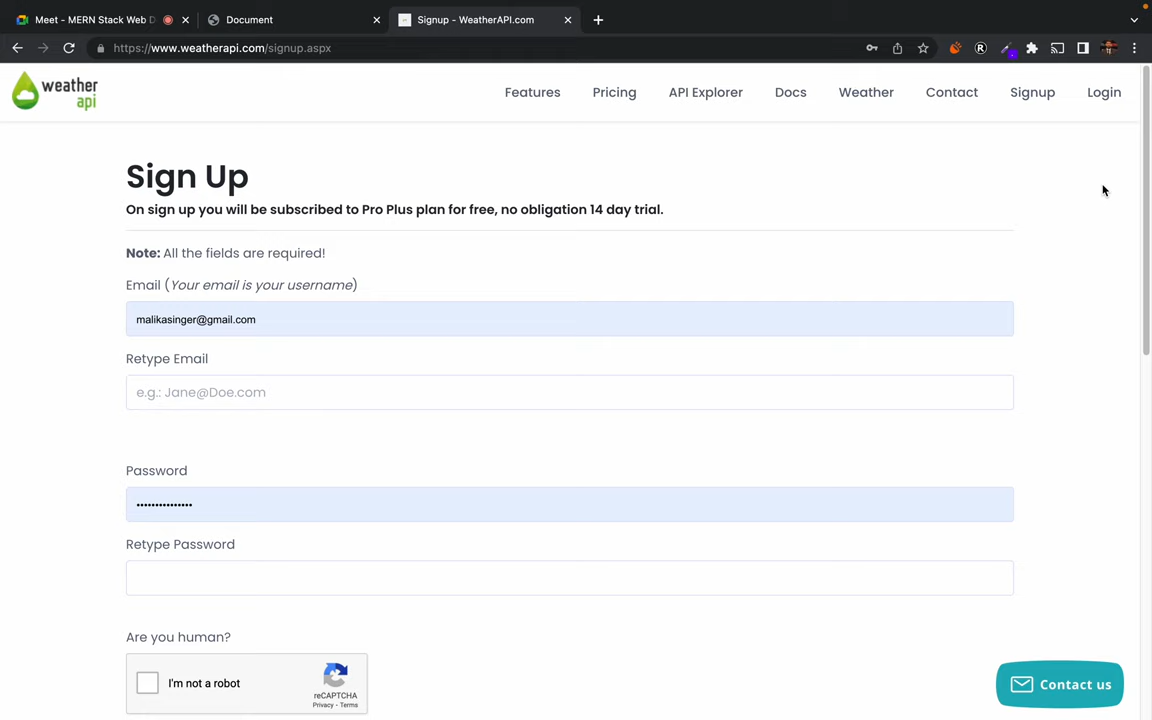 Meet - MERN Stack Web D
Document
Signup - WeatherAPI.com
https://www.weatherapi.com/signup.aspx
weather
api
Features
Pricing
API Explorer
Docs
Weather
Contact
Signup
Login
Sign Up
On sign up you will be subscribed to Pro Plus plan for free, no obligation 14 day trial.
Note: All the fields are required!
Email (Your email is your username)
malikasinger@gmail.com
Retype Email
e.g.: Jane@Doe.com
Password
•••••••••••••••
Retype Password
Are you human?
I'm not a robot
reCAPTCHA
Privacy - Terms
Contact us